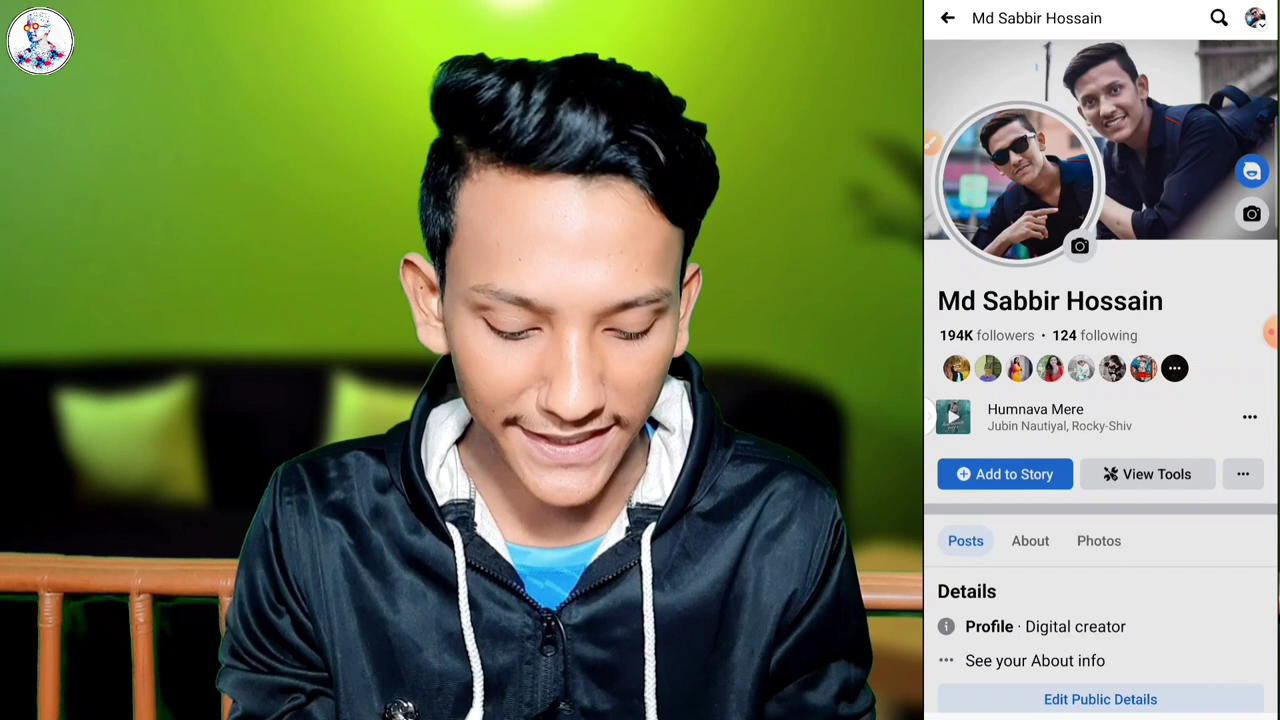 Md Sabbir Hossain
Md Sabbir Hossain
194K followers · 124 following
Humnava Mere
Jubin Nautiyal, Rocky-Shiv
Add to Story
View Tools
Posts
About
Photos
Details
Profile · Digital creator
See your About info
Edit Public Details